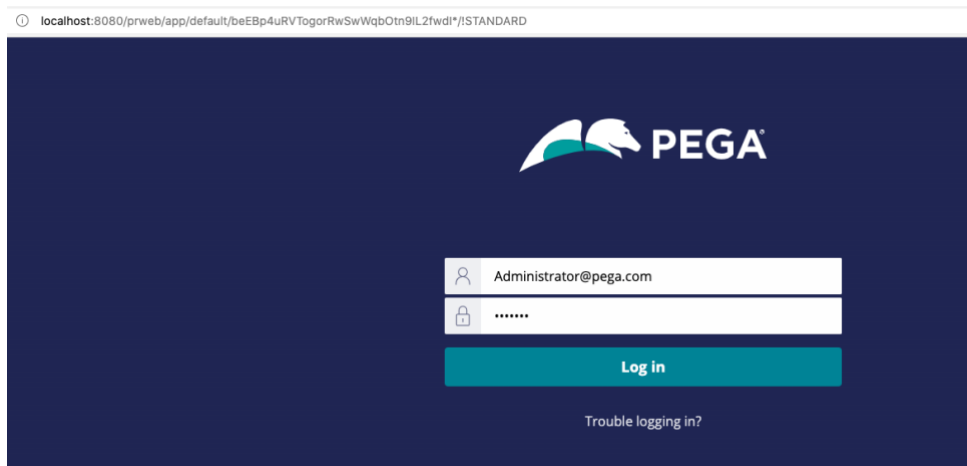 localhost:8080/prweb/app/default/beEBp4uRVTogorRwSwWqbOtn9IL2fwdI*/!STANDARD
PEGA
Administrator@pega.com
•••••••
Log in
Trouble logging in?